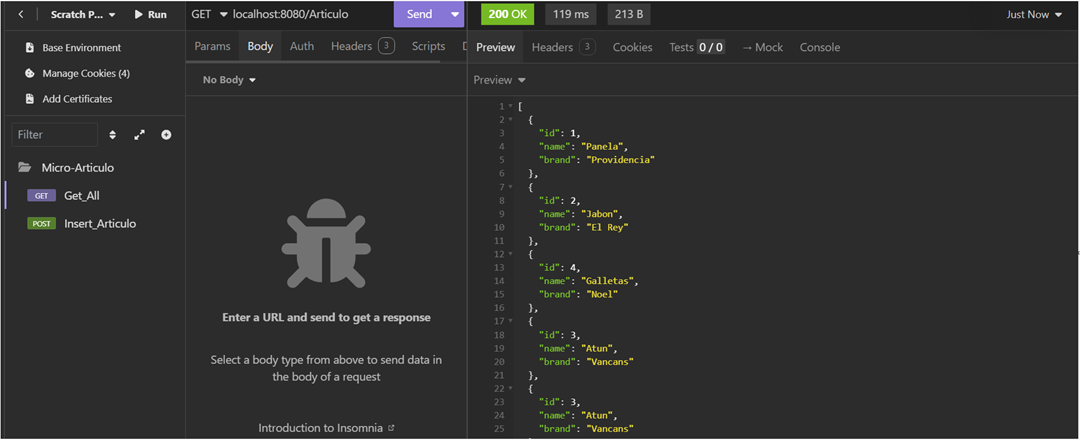 Scratch P... Run
Base Environment
Manage Cookies (4)
Add Certificates
Filter
Micro-Articulo
GET Get_All
POST Insert_Articulo
GET localhost:8080/Articulo Send
Params Body Auth Headers 3 Scripts
No Body
Enter a URL and send to get a response
Select a body type from above to send data in
the body of a request
Introduction to Insomnia
200 OK 119 ms 213 B Just Now
Preview Headers 3 Cookies Tests 0 / 0 → Mock Console
Preview
1 [
2 {
3 "id": 1,
4 "name": "Panela",
5 "brand": "Providencia"
6 },
7 {
8 "id": 2,
9 "name": "Jabon",
10 "brand": "El Rey"
11 },
12 {
13 "id": 4,
14 "name": "Galletas",
15 "brand": "Noel"
16 },
17 {
18 "id": 3,
19 "name": "Atun",
20 "brand": "Vancans"
21 },
22 {
23 "id": 3,
24 "name": "Atun",
25 "brand": "Vancans"